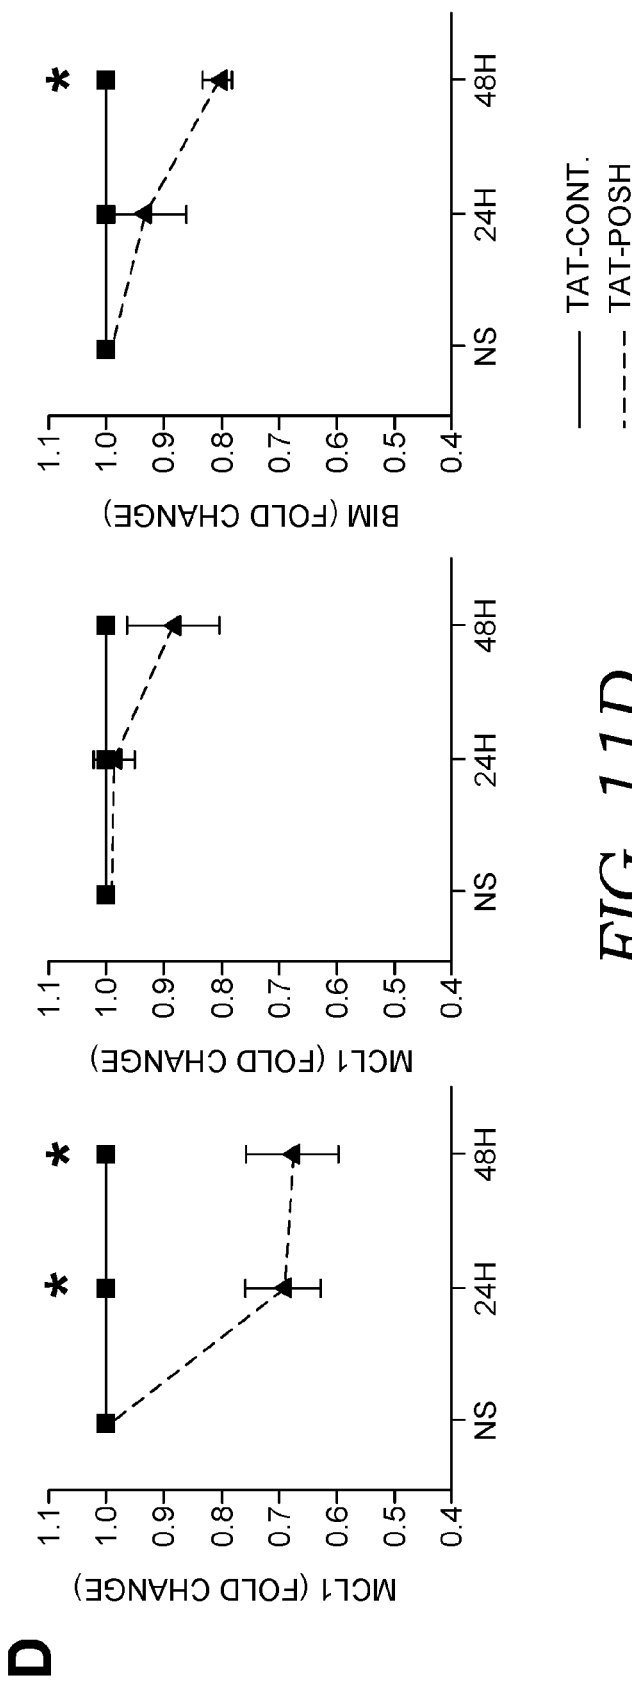 D
MCL1 (FOLD CHANGE)
1.1
1.0
0.9
0.8
0.7
0.6
0.5
0.4
*
*
NS
24H
48H
MCL1 (FOLD CHANGE)
1.1
1.0
0.9
0.8
0.7
0.6
0.5
0.4
NS
24H
48H
BIM (FOLD CHANGE)
1.1
1.0
0.9
0.8
0.7
0.6
0.5
0.4
*
NS
24H
48H
TAT-CONT.
TAT-POSH
FIG 11D